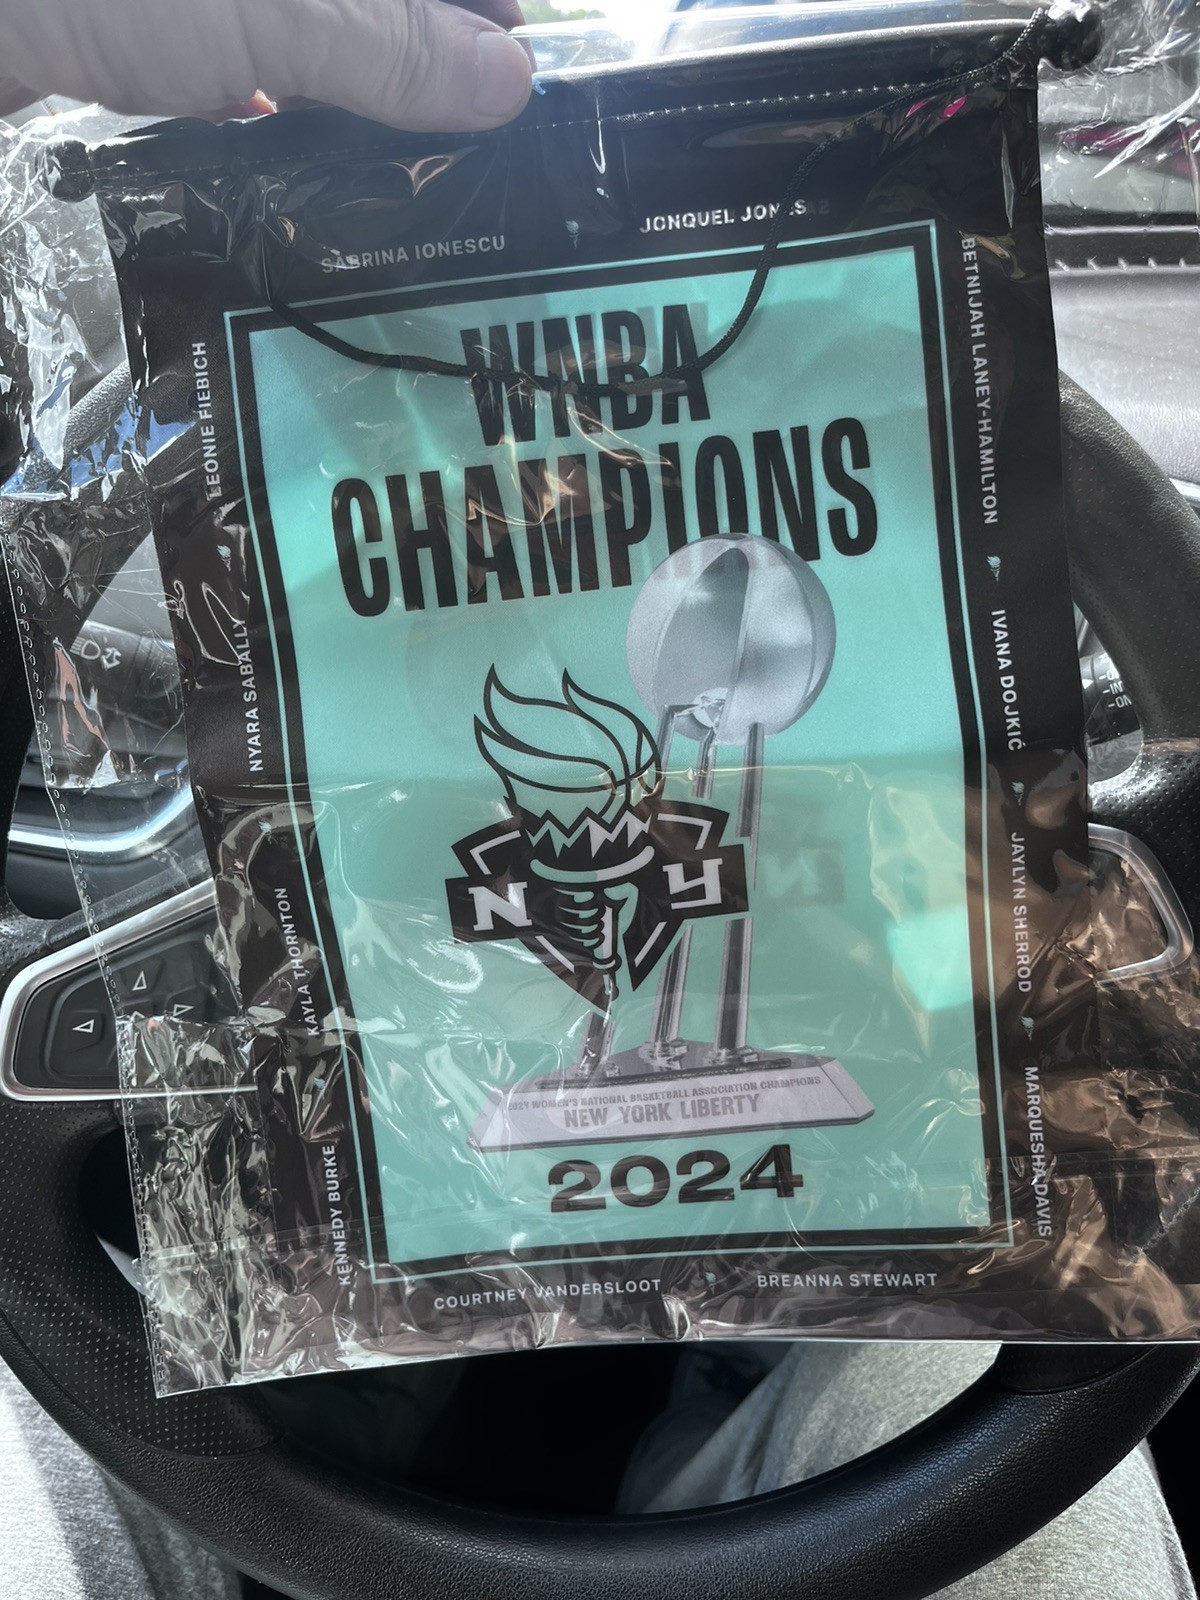 SABRINA IONESCU
JONQUEL JONES
LEONIE FIEBICH
NYARA SABALLY
KAYLA THORNTON
KENNEDY BURKE
WNBA
CHAMPIONS
N Y
2024 WOMEN'S NATIONAL BASKETBALL ASSOCIATION CHAMPIONS
NEW YORK LIBERTY
2024
BETNIJAH LANEY-HAMILTON
IVANA DOJKIĆ
JAYLYN SHERROD
MARQUESHA DAVIS
COURTNEY VANDERSLOOT
BREANNA STEWART